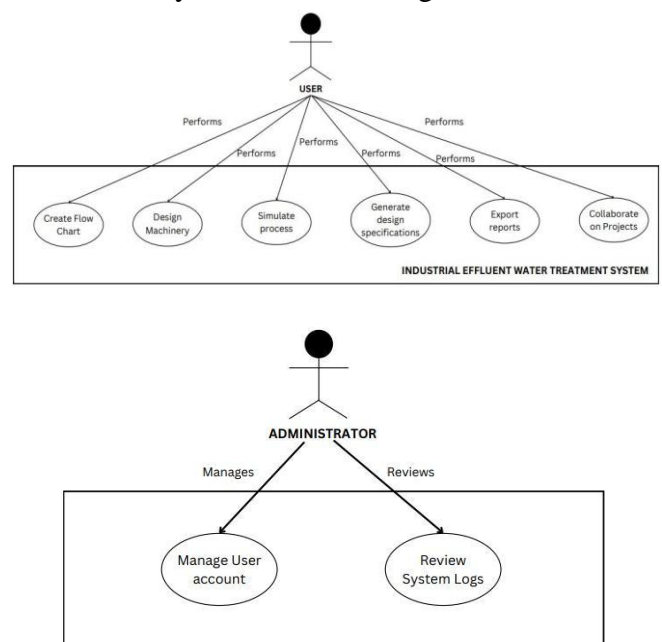 USER
Performs
Performs
Performs
Performs
Performs
Performs
Create Flow
Chart
Design
Machinery
Simulate
process
Generate
design
specifications
Export
reports
Collaborate
on Projects
INDUSTRIAL EFFLUENT WATER TREATMENT SYSTEM
ADMINISTRATOR
Manages
Reviews
Manage User
account
Review
System Logs